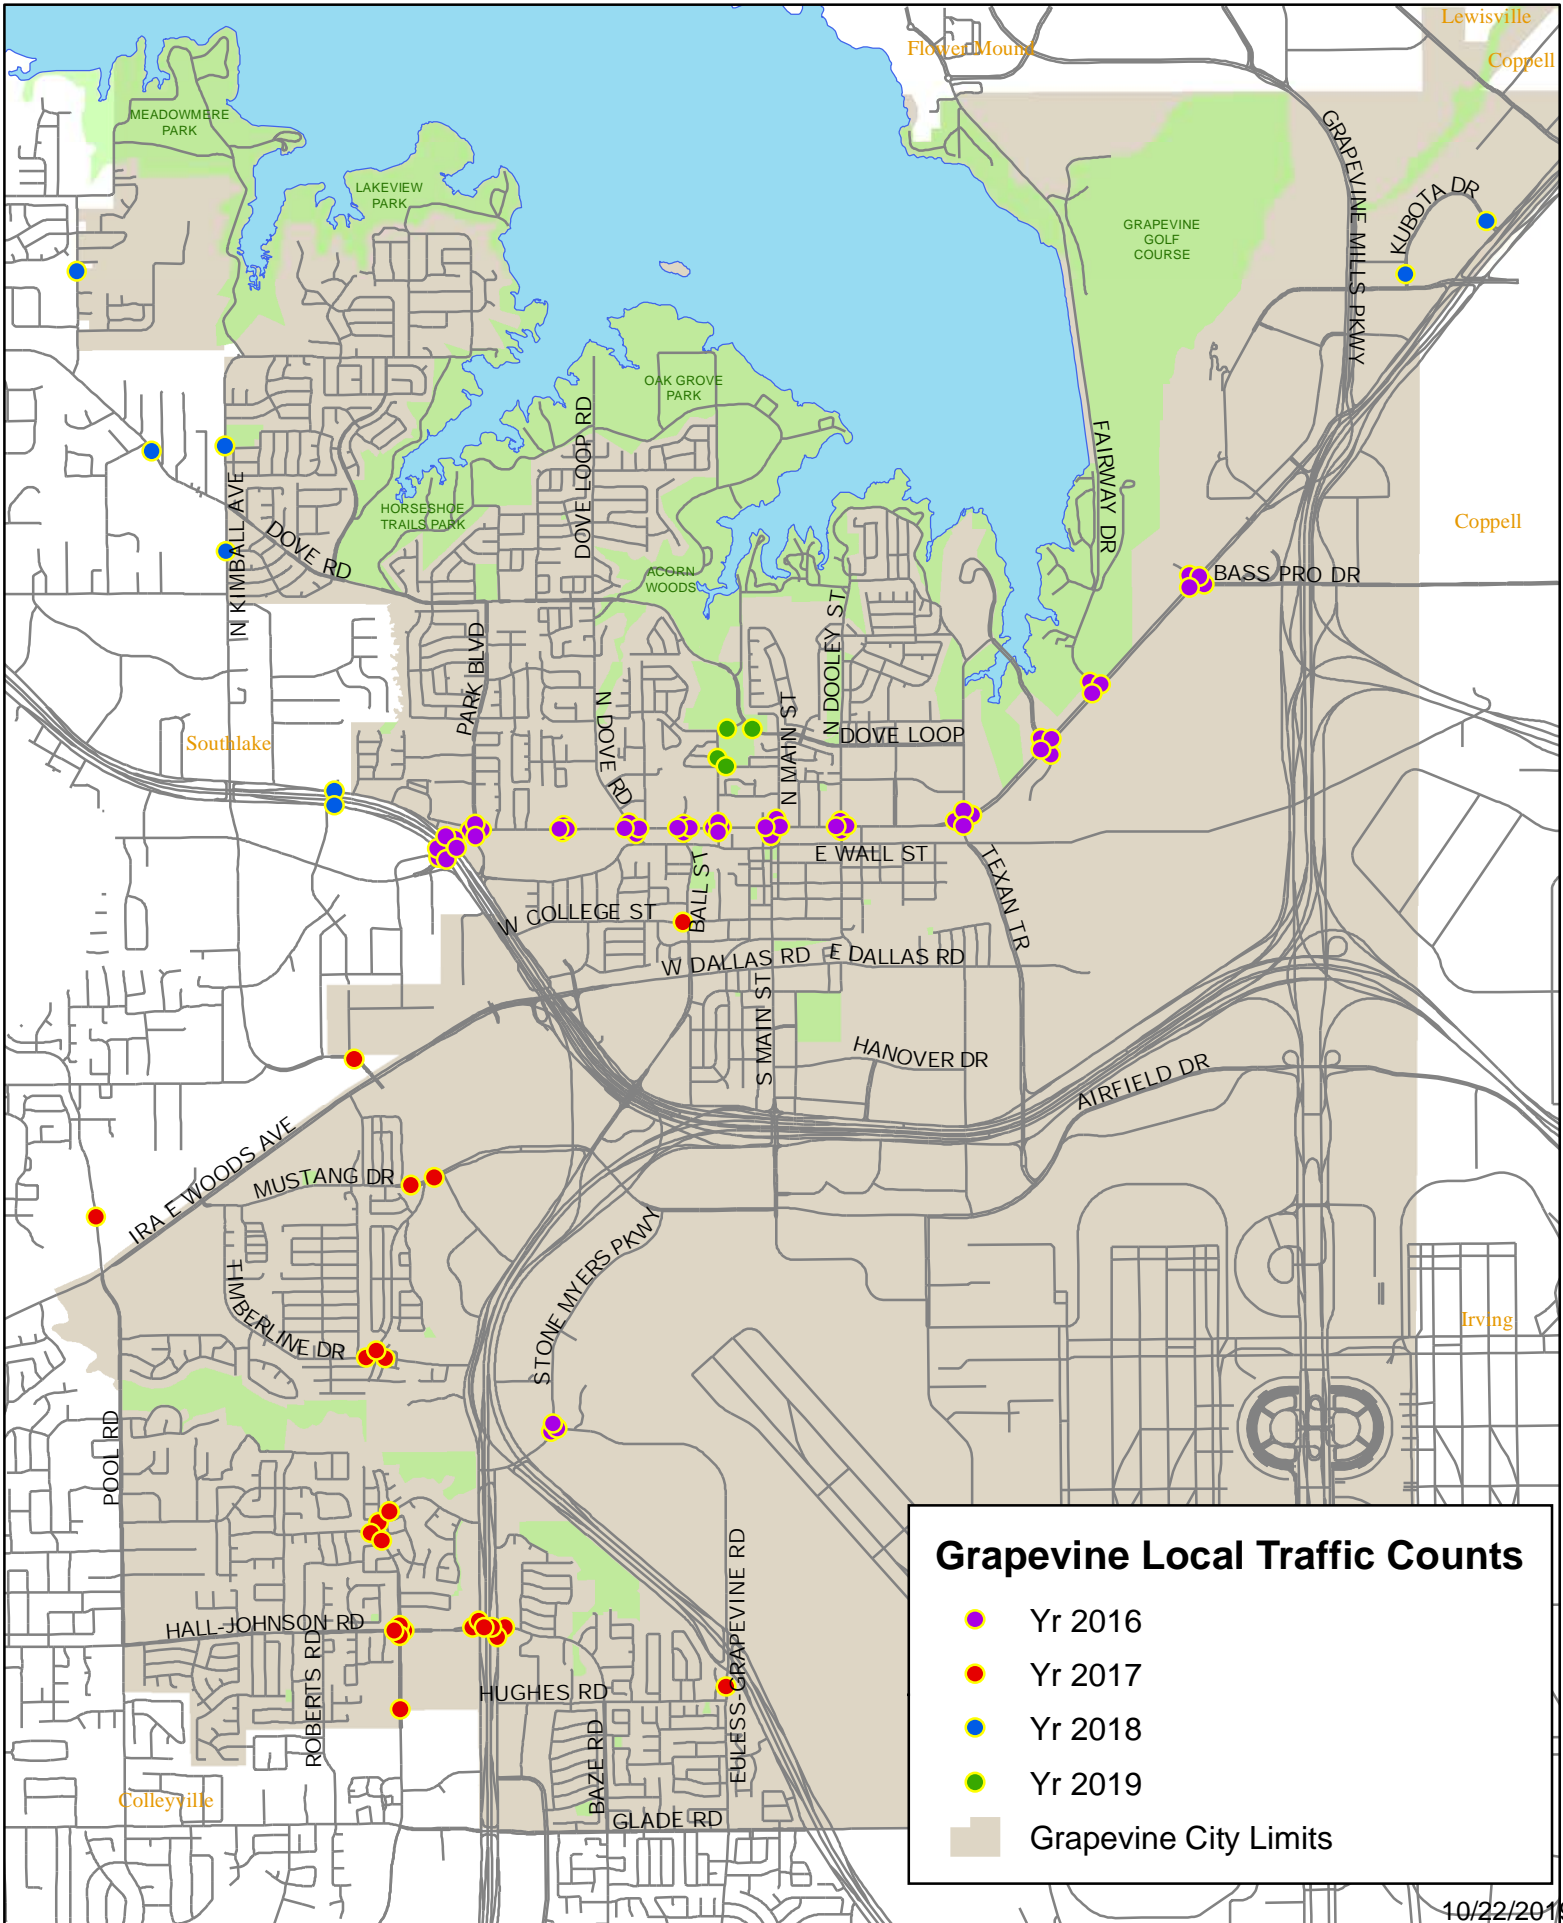 Lewisville
Flower Mound
Coppell
MEADOWMERE
PARK
GRAPEVINE MILLS PKWY
LAKEVIEW
PARK
KUBOTA DR
GRAPEVINE
GOLF
COURSE
OAK GROVE
PARK
DOVE LOOP RD
FAIRWAY DR
N KIMBALL AVE
HORSESHOE
TRAILS PARK
Coppell
DOVE RD
ACORN
WOODS
BASS PRO DR
N DOOLEY ST
PARK BLVD
N DOVE RD
N MAIN ST
DOVE LOOP
Southlake
E WALL ST
BALL ST
TEXAN TR
W COLLEGE ST
W DALLAS RD
E DALLAS RD
S MAIN ST
HANOVER DR
AIRFIELD DR
IRA E WOODS AVE
MUSTANG DR
STONE MYERS PKWY
TIMBERLINE DR
Irving
POOL RD
Grapevine Local Traffic Counts
Yr 2016
Yr 2017
Yr 2018
Yr 2019
Grapevine City Limits
HALL-JOHNSON RD
ROBERTS RD
EULESS-GRAPEVINE RD
HUGHES RD
BAZE RD
Colleyville
GLADE RD
10/22/201